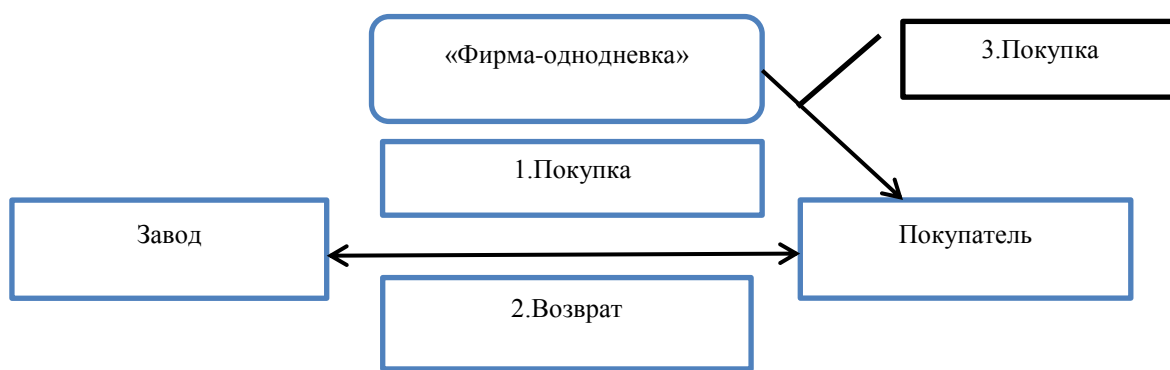 «Фирма-однодневка»
3.Покупка
1.Покупка
Завод
Покупатель
2.Возврат